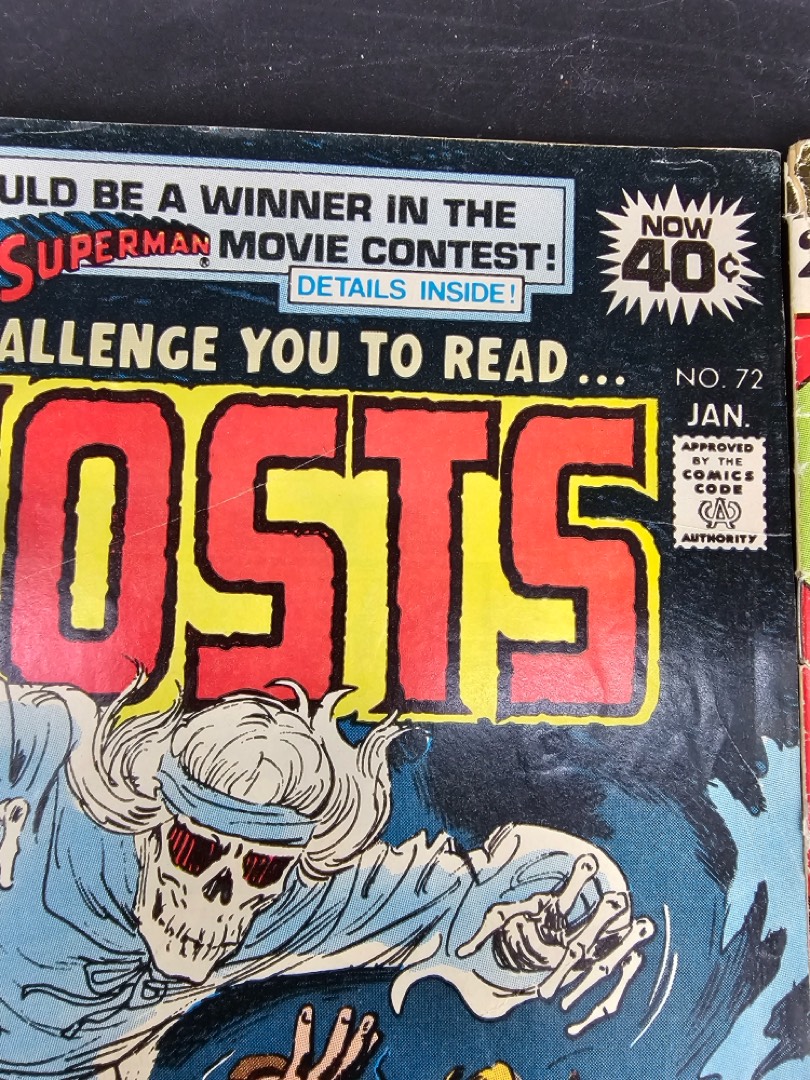 ULD BE A WINNER IN THE
SUPERMAN® MOVIE CONTEST!
DETAILS INSIDE!
NOW
40¢
ALLENGE YOU TO READ...
NO. 72
JAN.
OSTS
APPROVED
BY THE
COMICS
CODE
CA
AUTHORITY